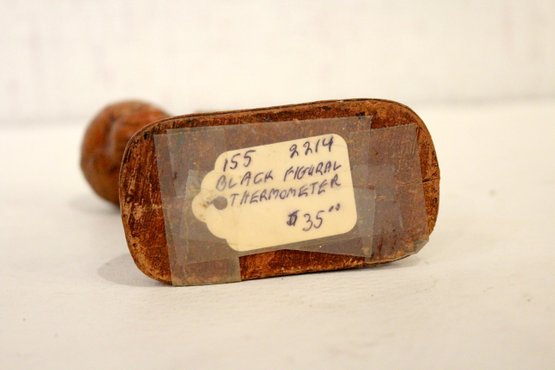 155 2214
BLACK FIGURAL
THERMOMETER
$35.00